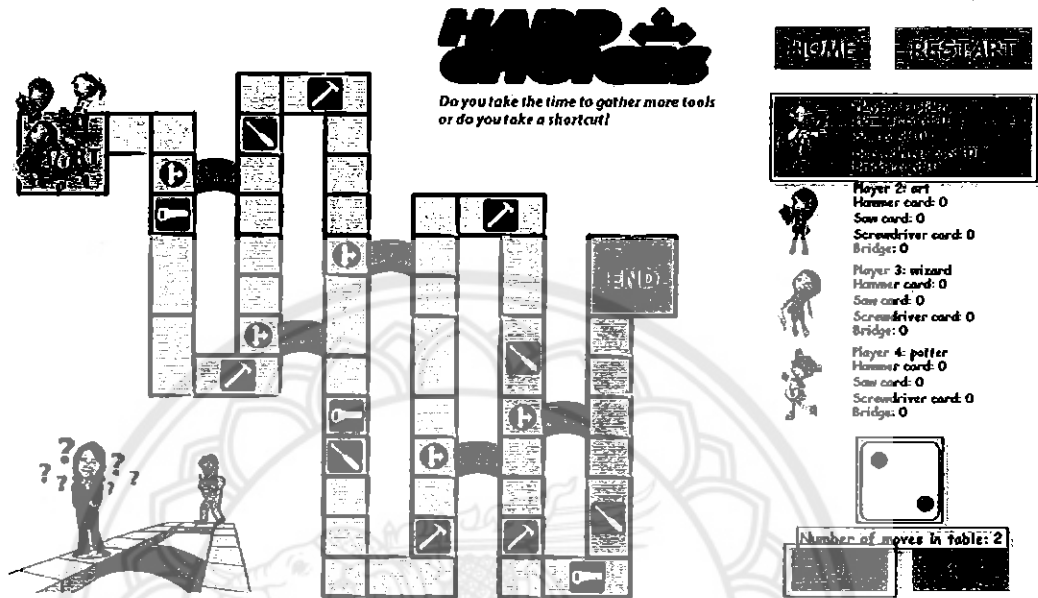 HARD
CHOICES
Do you take the time to gather more tools
or do you take a shortcut!
HOME
RESTART
Player 2: art
Hammer card: 0
Saw card: 0
Screwdriver card: 0
Bridge: 0
Player 3: wizard
Hammer card: 0
Saw card: 0
Screwdriver card: 0
Bridge: 0
Player 4: potter
Hammer card: 0
Saw card: 0
Screwdriver card: 0
Bridge: 0
END
? ? ? ? ? ?
Number of moves in table: 2